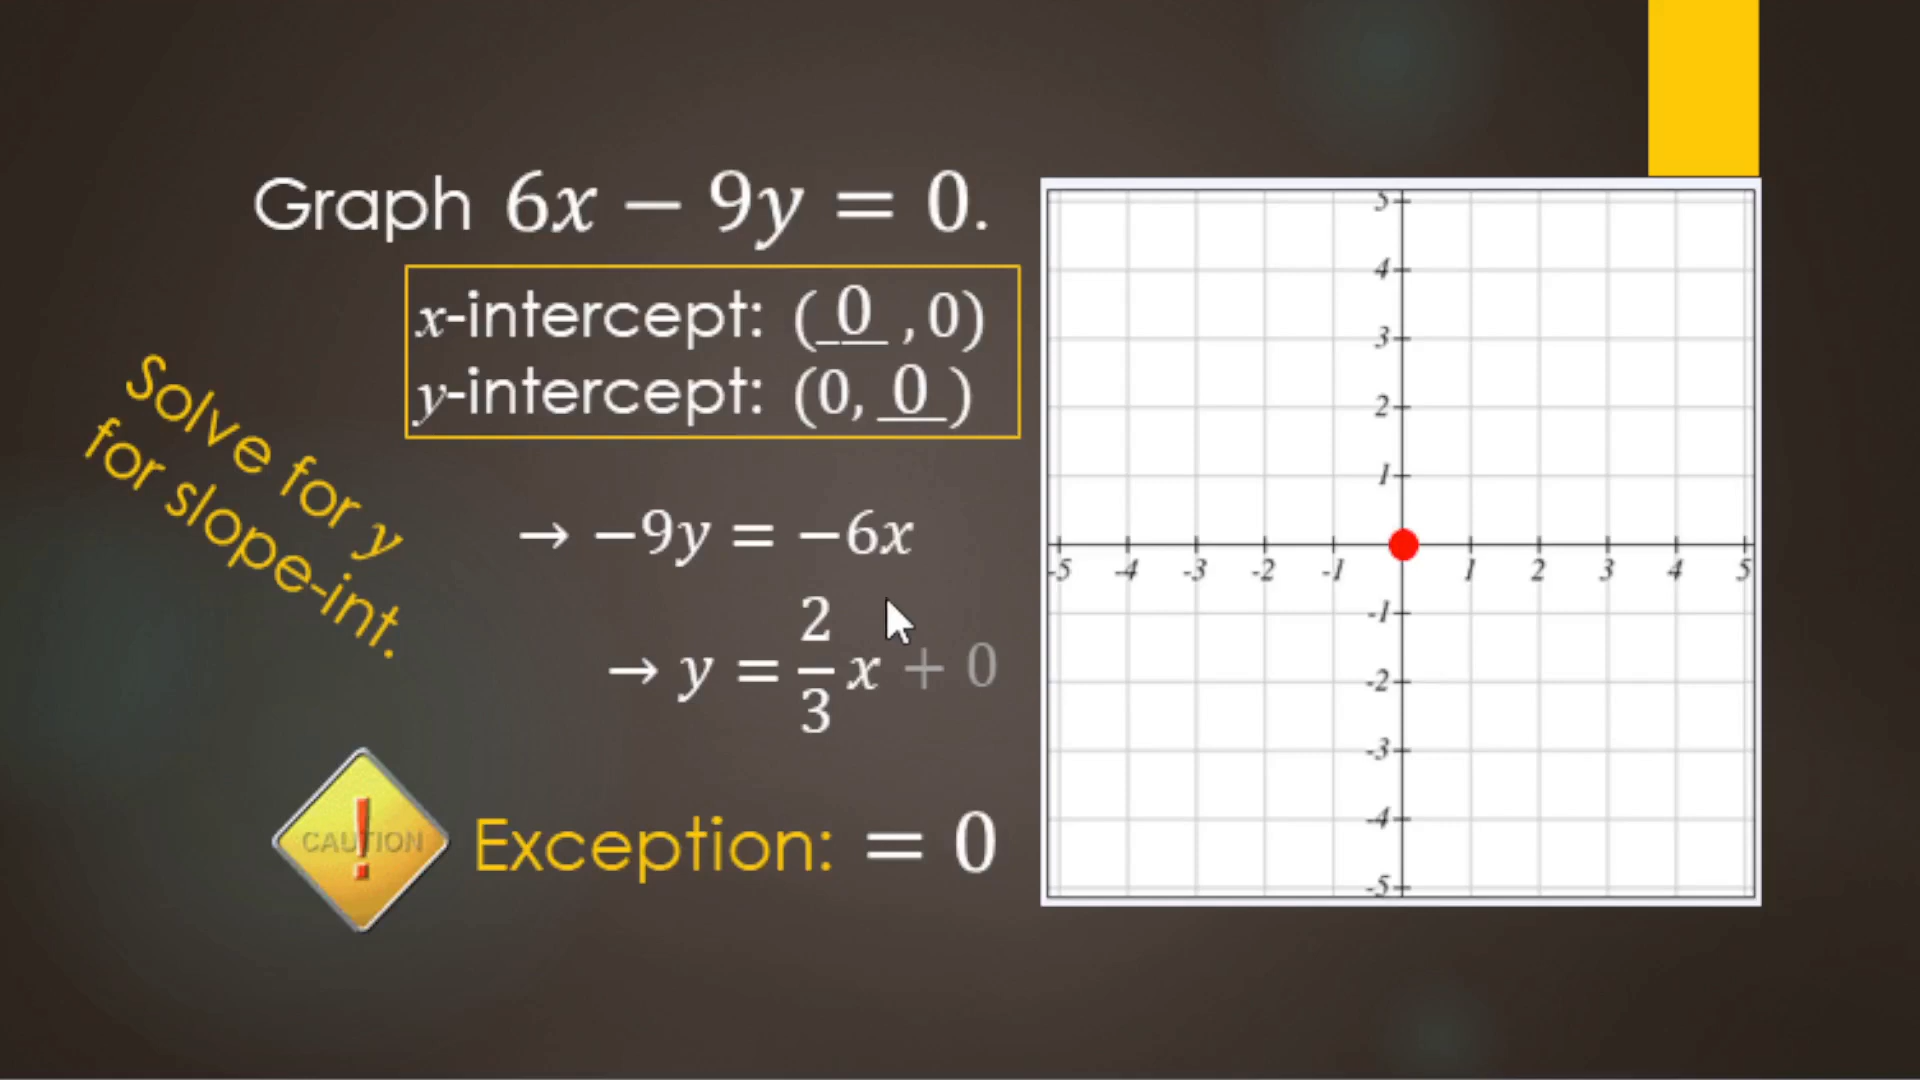 Graph 6x − 9y = 0.
x-intercept: (_0_ ,0)
y-intercept: (0, _0_)
Solve for y
for slope-int.
→ −9y = −6x
→ y = 2/3 x + 0
CAUTION
!
Exception: = 0
5
4
3
2
1
-5 -4 -3 -2 -1 1 2 3 4 5
-1
-2
-3
-4
-5